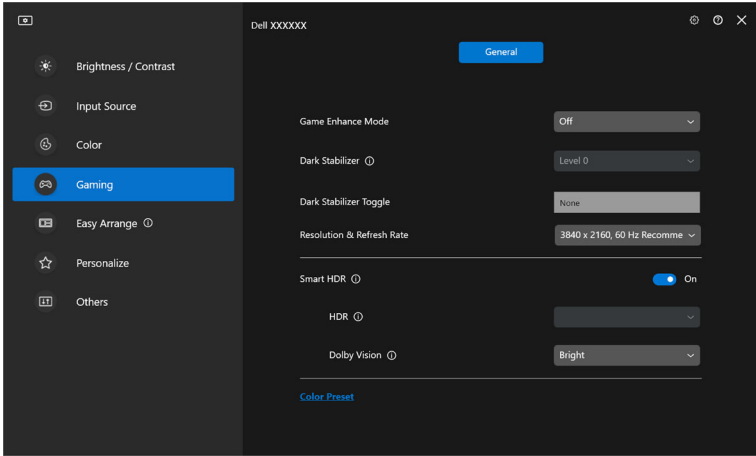 Dell XXXXXX
General
Brightness / Contrast
Input Source
Color
Gaming
Easy Arrange
Personalize
Others
Game Enhance Mode
Off
Dark Stabilizer
Level 0
Dark Stabilizer Toggle
None
Resolution & Refresh Rate
3840 x 2160, 60 Hz Recomme
Smart HDR
On
HDR
Dolby Vision
Bright
Color Preset